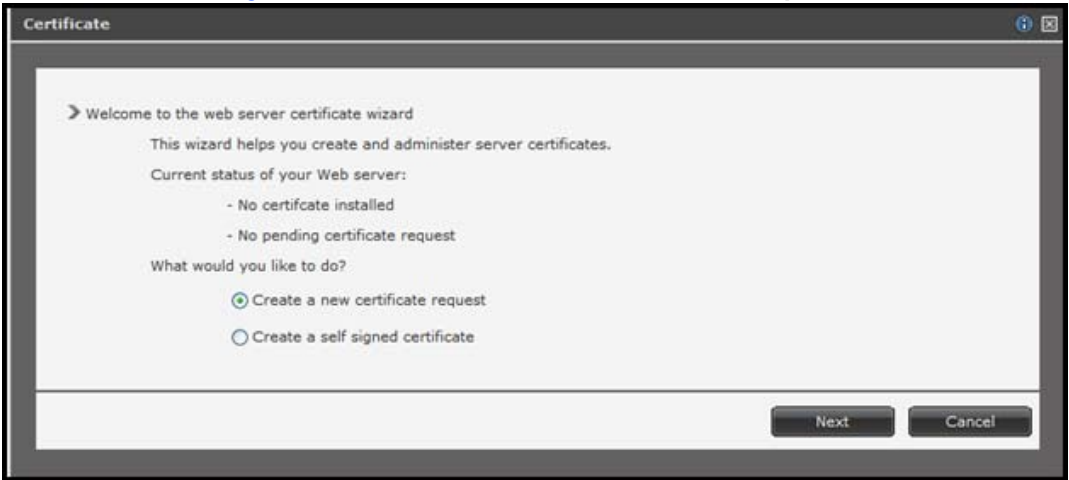 Certificate
Welcome to the web server certificate wizard
This wizard helps you create and administer server certificates.
Current status of your Web server:
- No certifcate installed
- No pending certificate request
What would you like to do?
Create a new certificate request
Create a self signed certificate
Next Cancel